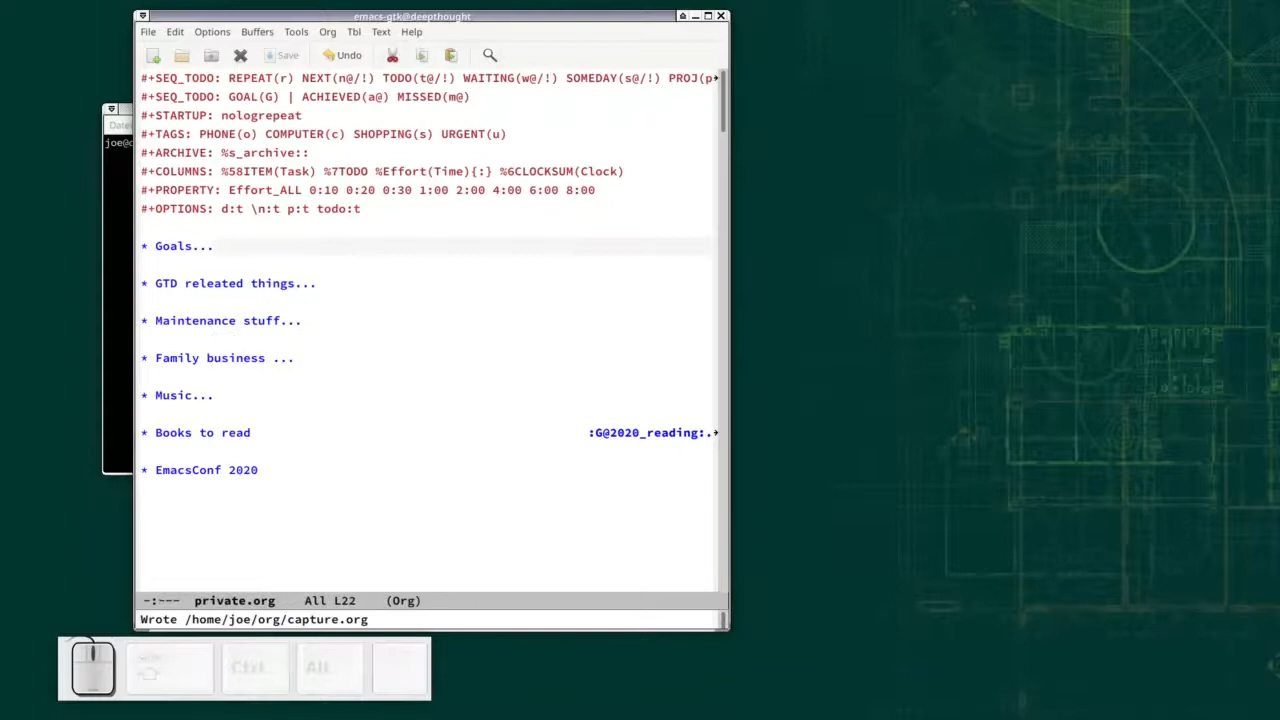 emacs-gtk@deepthought
File Edit Options Buffers Tools Org Tbl Text Help
Save Undo
#+SEQ_TODO: REPEAT(r) NEXT(n@/!) TODO(t@/!) WAITING(w@/!) SOMEDAY(s@/!) PROJ(p
#+SEQ_TODO: GOAL(G) | ACHIEVED(a@) MISSED(m@)
#+STARTUP: nologrepeat
#+TAGS: PHONE(o) COMPUTER(c) SHOPPING(s) URGENT(u)
#+ARCHIVE: %s_archive::
#+COLUMNS: %58ITEM(Task) %7TODO %Effort(Time){:} %6CLOCKSUM(Clock)
#+PROPERTY: Effort_ALL 0:10 0:20 0:30 1:00 2:00 4:00 6:00 8:00
#+OPTIONS: d:t \n:t p:t todo:t
* Goals...
* GTD releated things...
* Maintenance stuff...
* Family business ...
* Music...
* Books to read :G@2020_reading:.
* EmacsConf 2020
-:--- private.org All L22 (Org)
Wrote /home/joe/org/capture.org
Date
joe@d
Ctrl Alt